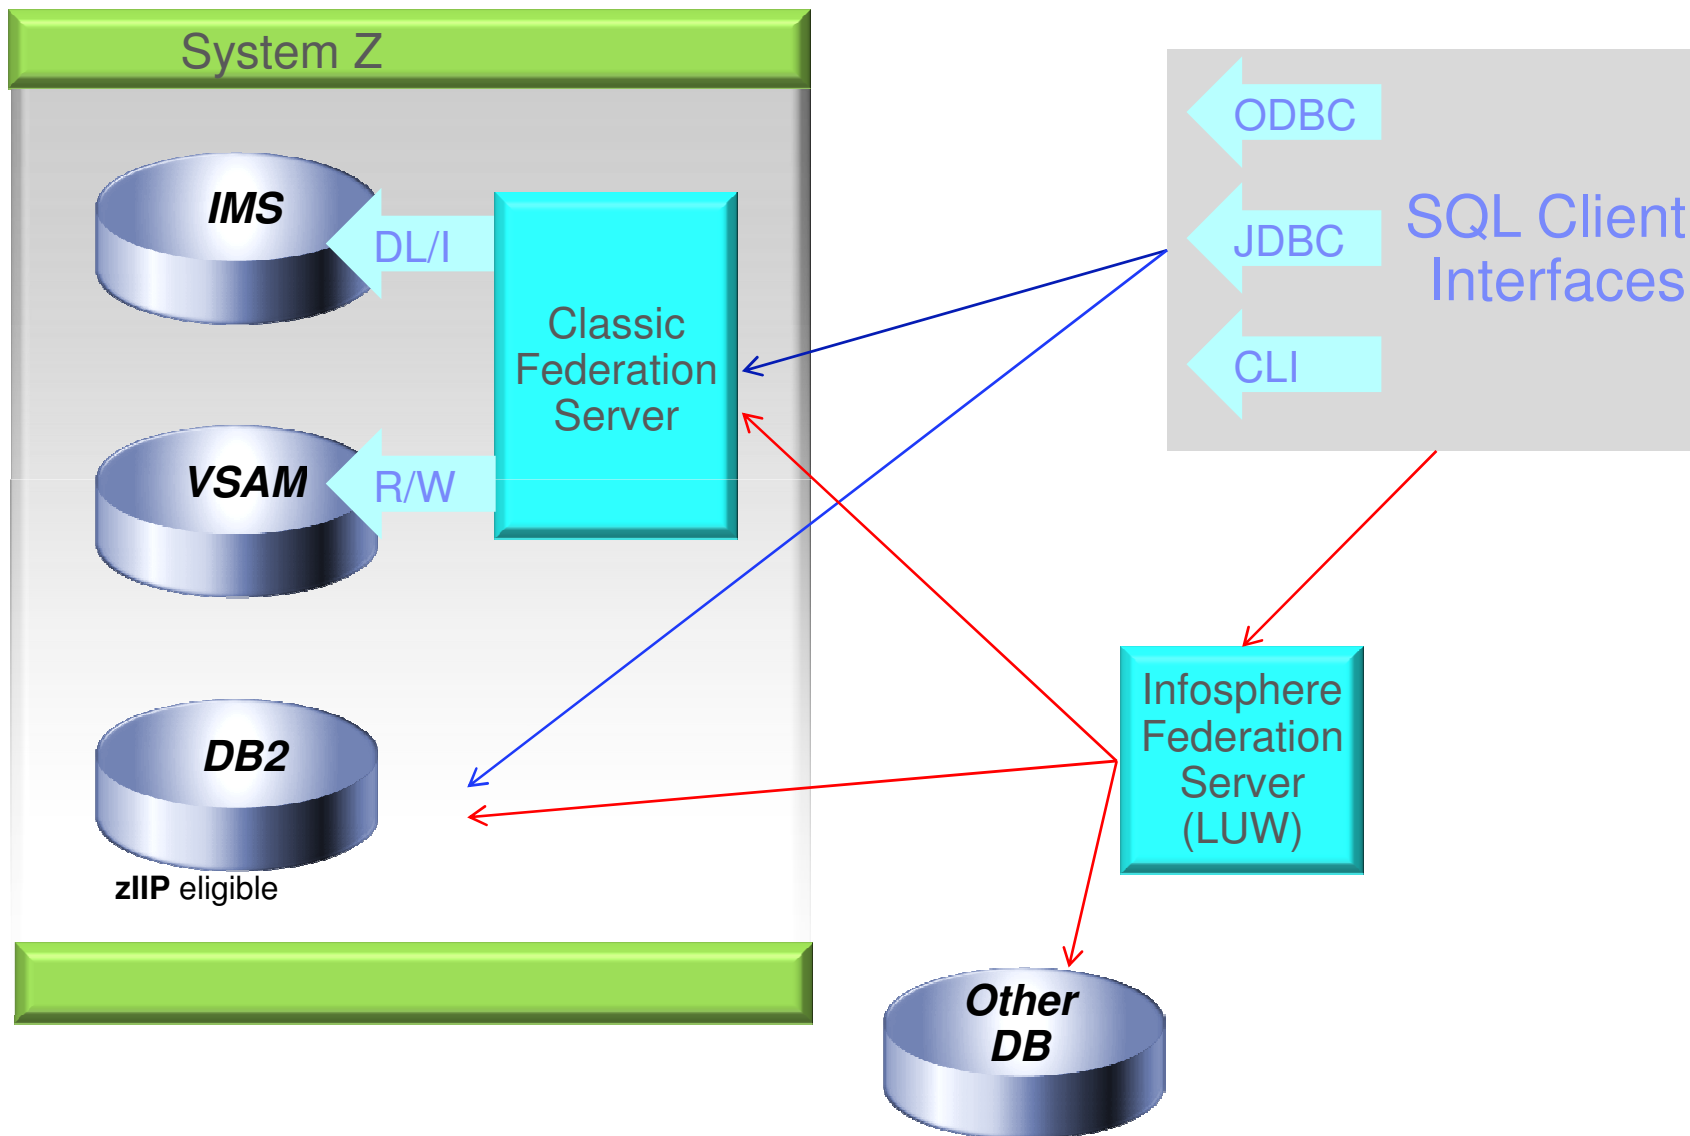 System Z
IMS
DL/I
VSAM
R/W
DB2
zIIP eligible
Classic
Federation
Server
ODBC
JDBC
CLI
SQL Client
Interfaces
Infosphere
Federation
Server
(LUW)
Other
DB